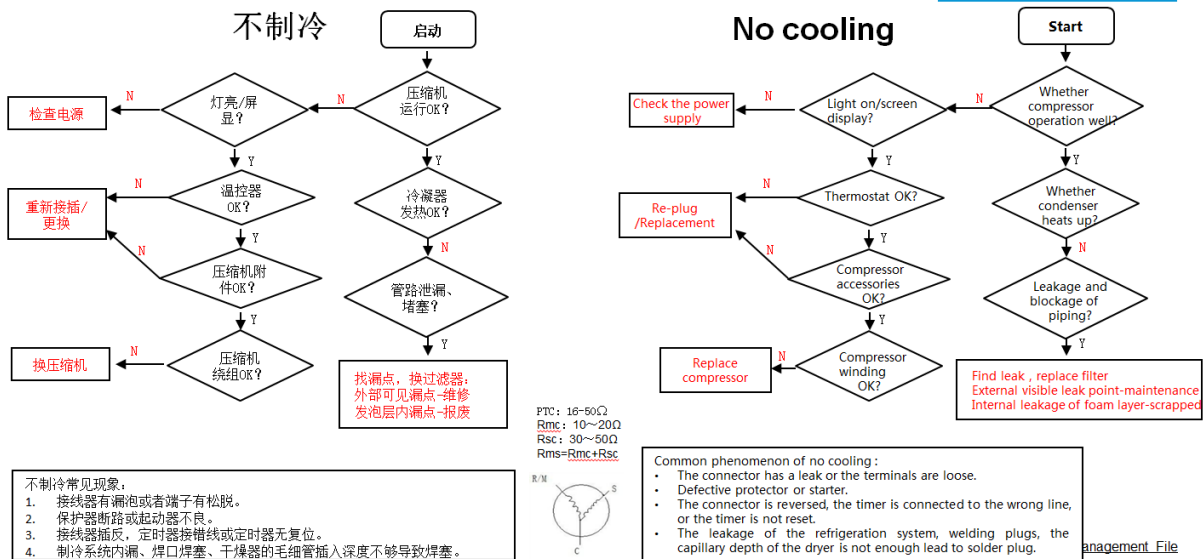 不制冷
启动
压缩机
运行OK?
N
灯亮/屏
显?
N
检查电源
Y
Y
温控器
OK?
N
重新接插/
更换
冷凝器
发热OK?
Y
N
压缩机附
件OK?
N
管路泄漏、
堵塞?
Y
Y
压缩机
绕组OK?
N
换压缩机
找漏点，换过滤器：
外部可见漏点-维修
发泡层内漏点-报废
不制冷常见现象：
1. 接线器有漏泡或者端子有松脱。
2. 保护器断路或起动器不良。
3. 接线器插反，定时器接错线或定时器无复位。
4. 制冷系统内漏、焊口焊塞、干燥器的毛细管插入深度不够导致焊塞。
PTC: 16-50Ω
Rmc: 10～20Ω
Rsc: 30～50Ω
Rms=Rmc+Rsc
R/M
S
C
No cooling
Start
Whether
compressor
operation well?
N
Light on/screen
display?
N
Check the power
supply
Y
Y
Thermostat OK?
N
Re-plug
/Replacement
Whether
condenser
heats up?
Y
N
Compressor
accessories
OK?
N
Leakage and
blockage of
piping?
Y
Y
Compressor
winding
OK?
N
Replace
compressor
Find leak , replace filter
External visible leak point-maintenance
Internal leakage of foam layer-scrapped
Common phenomenon of no cooling :
• The connector has a leak or the terminals are loose.
• Defective protector or starter.
• The connector is reversed, the timer is connected to the wrong line,
or the timer is not reset.
• The leakage of the refrigeration system, welding plugs, the
capillary depth of the dryer is not enough lead to solder plug.
anagement File